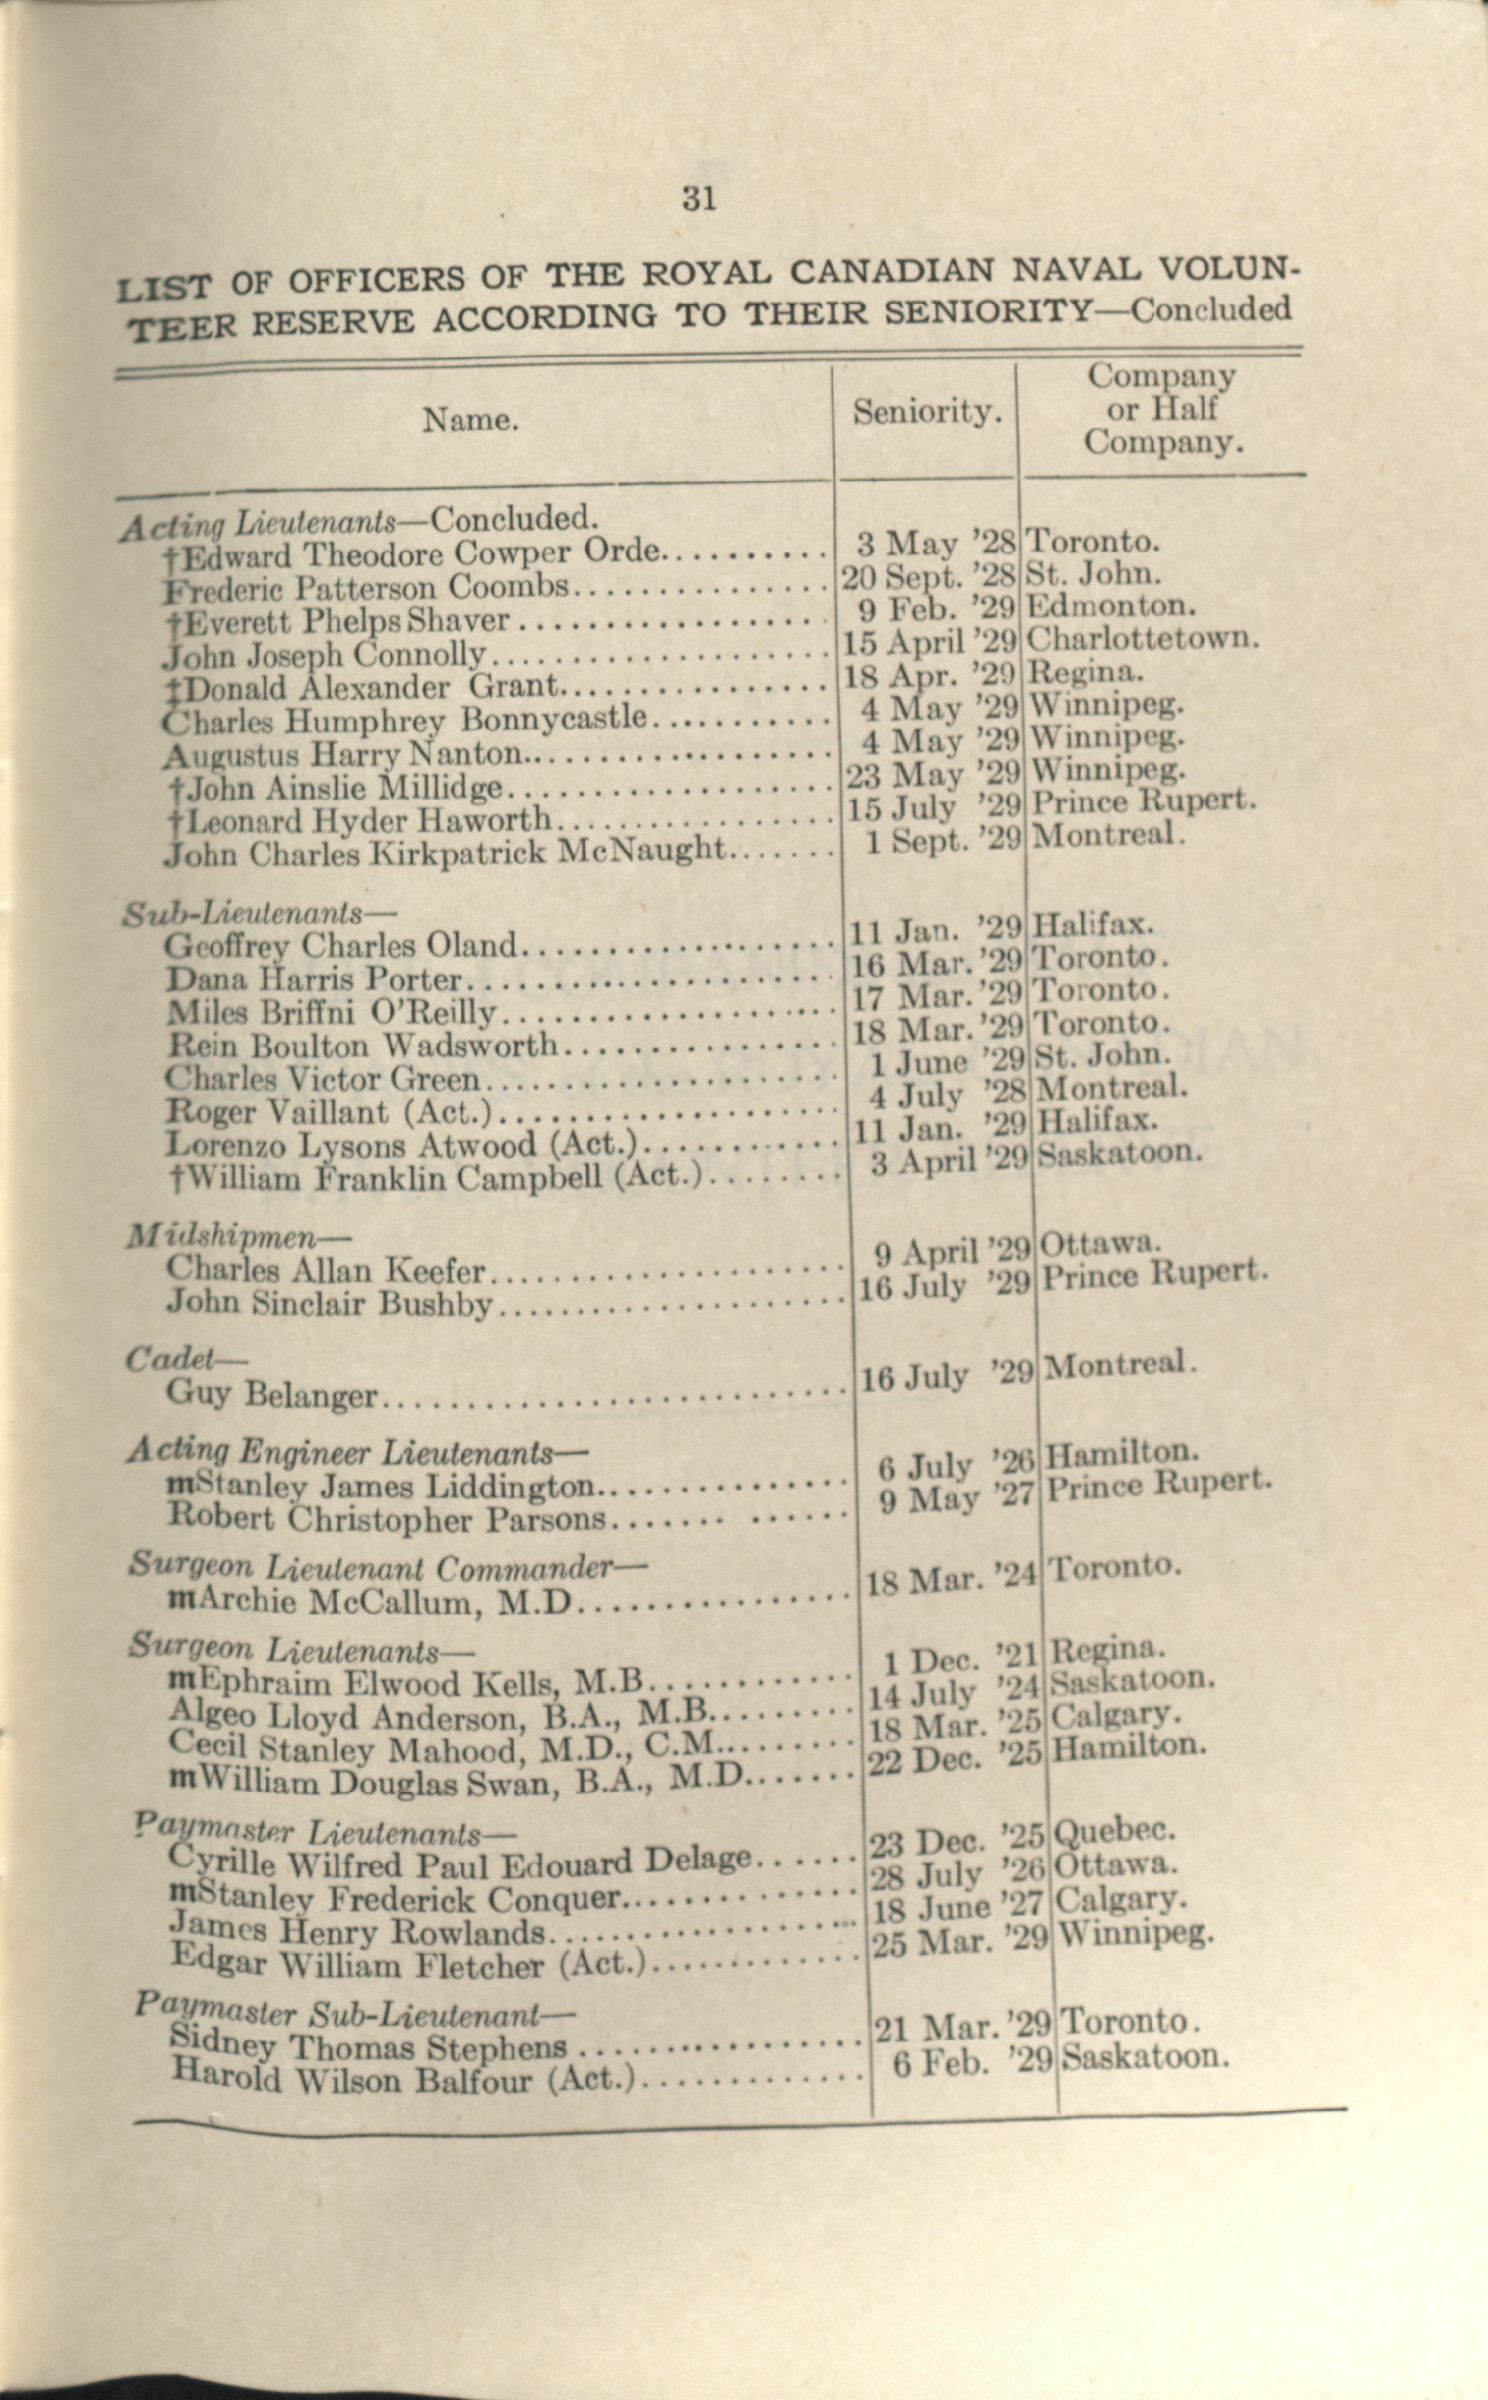 31
LIST OF OFFICERS OF THE ROYAL CANADIAN NAVAL VOLUN-
TEER RESERVE ACCORDING TO THEIR SENIORITY—Concluded
Name. Seniority. Company or Half Company.
Acting Lieutenants—Concluded.
†Edward Theodore Cowper Orde.......... 3 May '28 Toronto.
Frederic Patterson Coombs............... 20 Sept. '28 St. John.
†Everett Phelps Shaver.................. 9 Feb. '29 Edmonton.
John Joseph Connolly.................... 15 April '29 Charlottetown.
‡Donald Alexander Grant................ 18 Apr. '29 Regina.
Charles Humphrey Bonnycastle........... 4 May '29 Winnipeg.
Augustus Harry Nanton.................. 4 May '29 Winnipeg.
†John Ainslie Millidge................... 23 May '29 Winnipeg.
†Leonard Hyder Haworth................. 15 July '29 Prince Rupert.
John Charles Kirkpatrick McNaught....... 1 Sept. '29 Montreal.
Sub-Lieutenants—
Geoffrey Charles Oland................... 11 Jan. '29 Halifax.
Dana Harris Porter...................... 16 Mar. '29 Toronto.
Miles Briffni O'Reilly.................... 17 Mar. '29 Toronto.
Rein Boulton Wadsworth................ 18 Mar. '29 Toronto.
Charles Victor Green..................... 1 June '29 St. John.
Roger Vaillant (Act.).................... 4 July '28 Montreal.
Lorenzo Lysons Atwood (Act.)............ 11 Jan. '29 Halifax.
†William Franklin Campbell (Act.)........ 3 April '29 Saskatoon.
Midshipmen—
Charles Allan Keefer..................... 9 April '29 Ottawa.
John Sinclair Bushby..................... 16 July '29 Prince Rupert.
Cadet—
Guy Belanger............................ 16 July '29 Montreal.
Acting Engineer Lieutenants—
mStanley James Liddington............... 6 July '26 Hamilton.
Robert Christopher Parsons....... ...... 9 May '27 Prince Rupert.
Surgeon Lieutenant Commander—
mArchie McCallum, M.D................. 18 Mar. '24 Toronto.
Surgeon Lieutenants—
mEphraim Elwood Kells, M.B............. 1 Dec. '21 Regina.
Algeo Lloyd Anderson, B.A., M.B......... 14 July '24 Saskatoon.
Cecil Stanley Mahood, M.D., C.M......... 18 Mar. '25 Calgary.
mWilliam Douglas Swan, B.A., M.D....... 22 Dec. '25 Hamilton.
Paymaster Lieutenants—
Cyrille Wilfred Paul Edouard Delage...... 23 Dec. '25 Quebec.
mStanley Frederick Conquer.............. 28 July '26 Ottawa.
James Henry Rowlands.................. 18 June '27 Calgary.
Edgar William Fletcher (Act.)............ 25 Mar. '29 Winnipeg.
Paymaster Sub-Lieutenant—
Sidney Thomas Stephens................. 21 Mar. '29 Toronto.
Harold Wilson Balfour (Act.)............. 6 Feb. '29 Saskatoon.